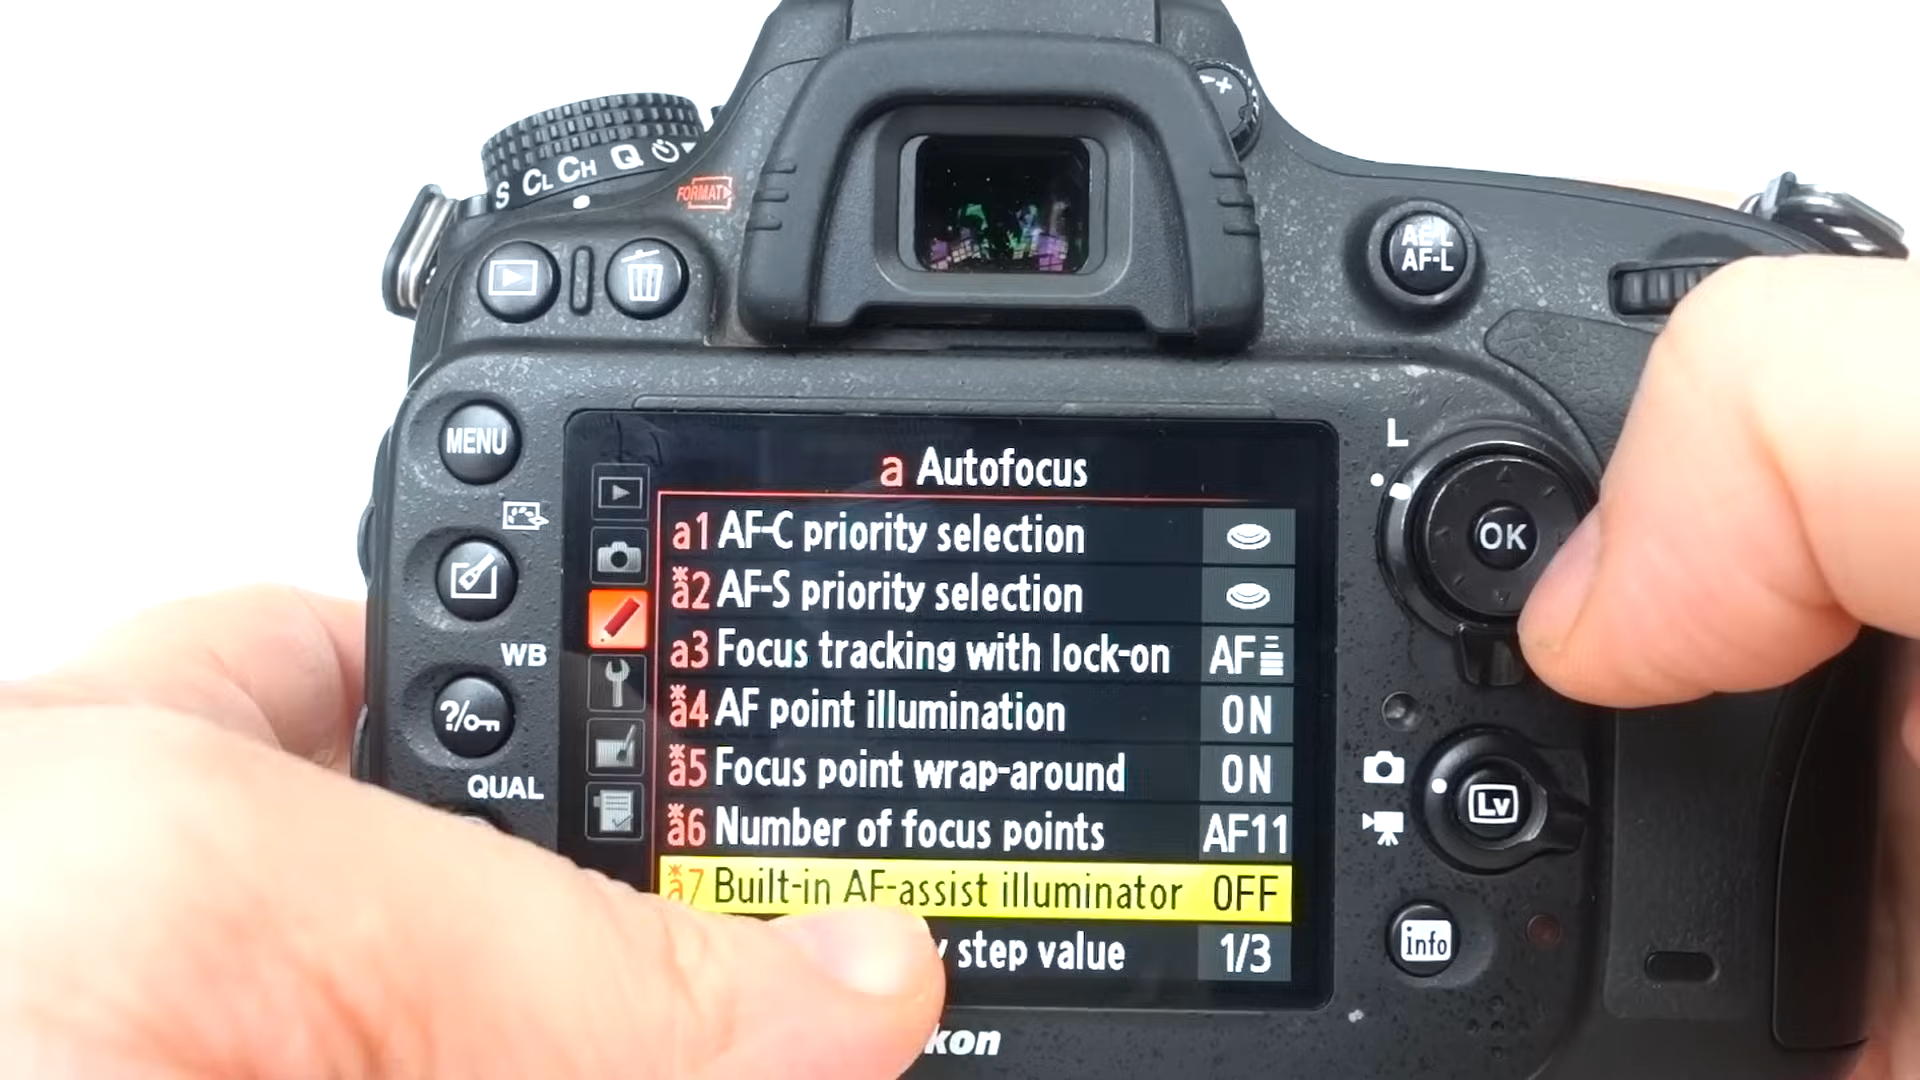 S CL CH Q
FORMAT
AE-L
AF-L
MENU
L
OK
a Autofocus
a1 AF-C priority selection
a2 AF-S priority selection
a3 Focus tracking with lock-on AF
a4 AF point illumination ON
a5 Focus point wrap-around ON
a6 Number of focus points AF11
a7 Built-in AF-assist illuminator OFF
step value 1/3
WB
?
QUAL
Lv
info
kon